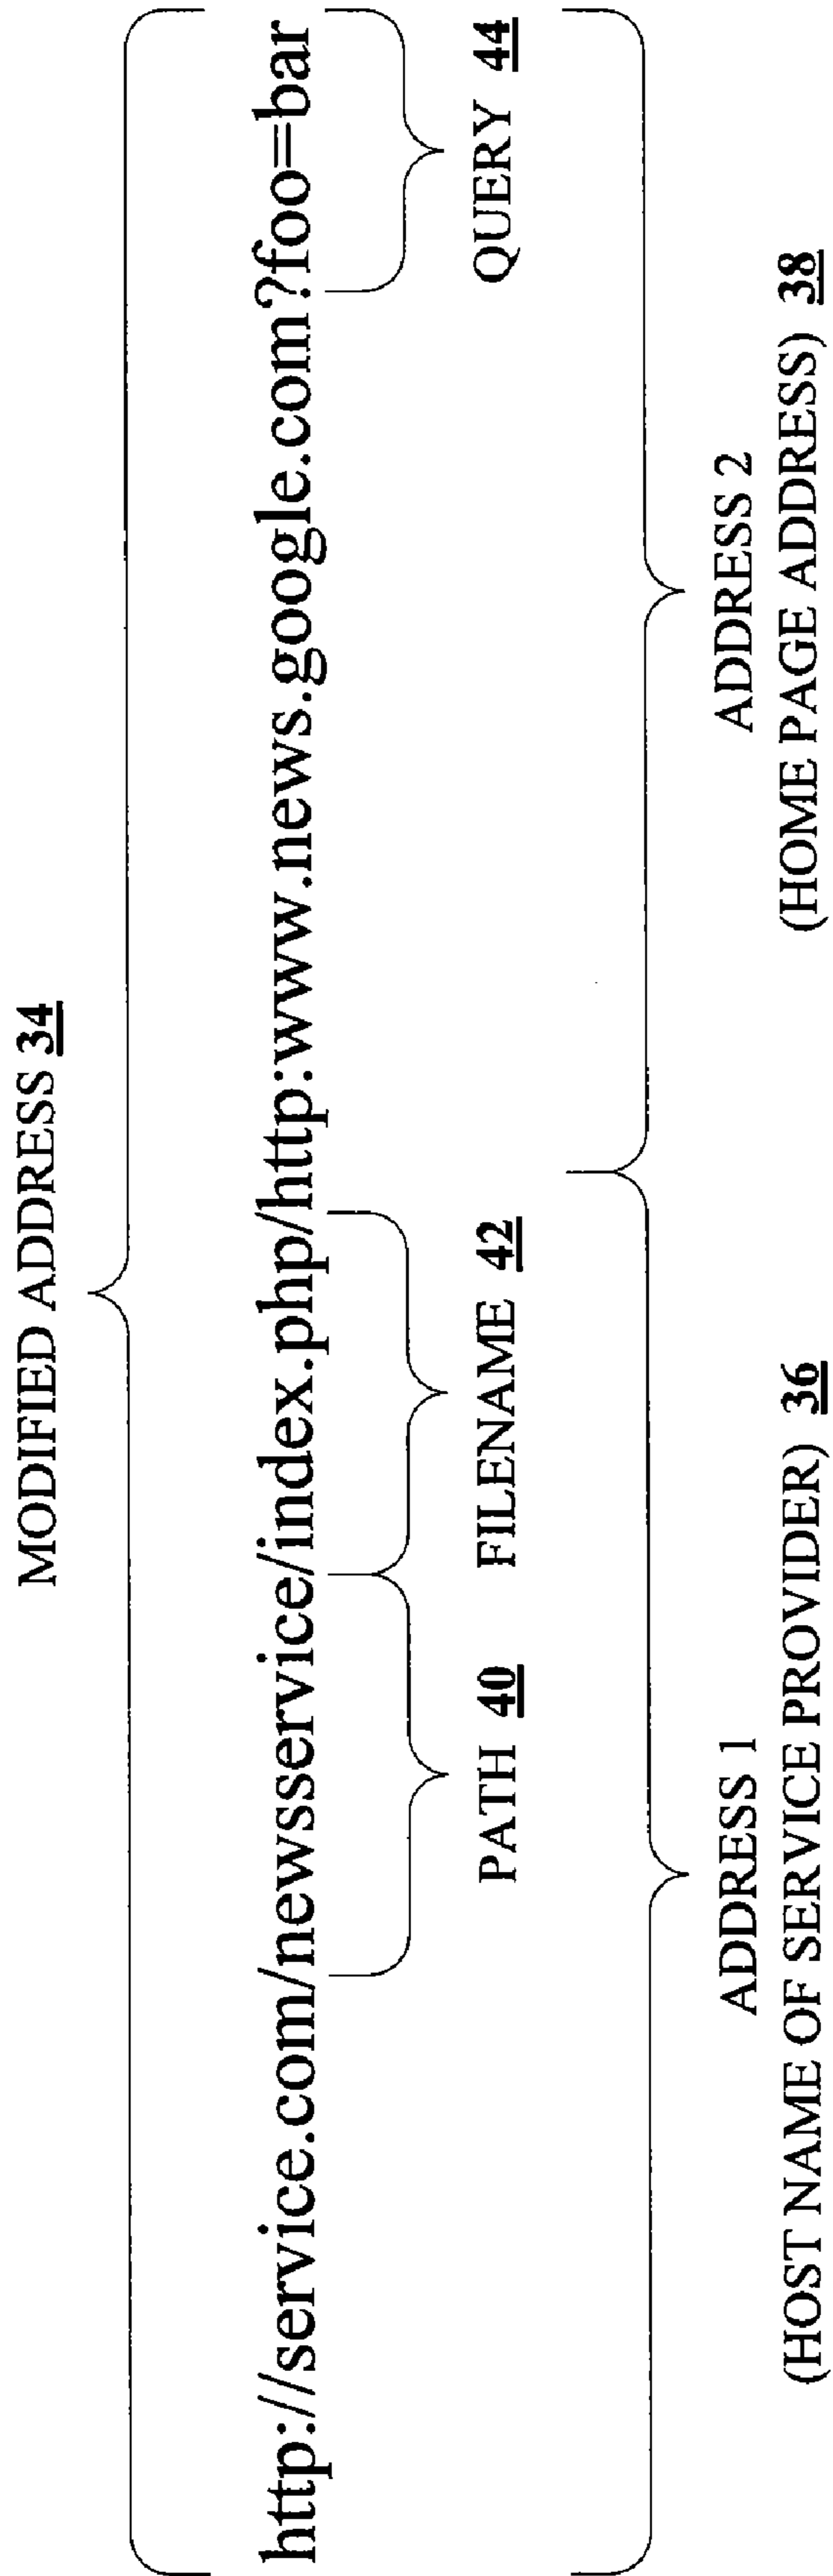 MODIFIED ADDRESS 34
http://service.com/newsservice/index.php/http:www.news.google.com?foo=bar
PATH 40 FILENAME 42 QUERY 44
ADDRESS 1 ADDRESS 2
(HOST NAME OF SERVICE PROVIDER) 36 (HOME PAGE ADDRESS) 38